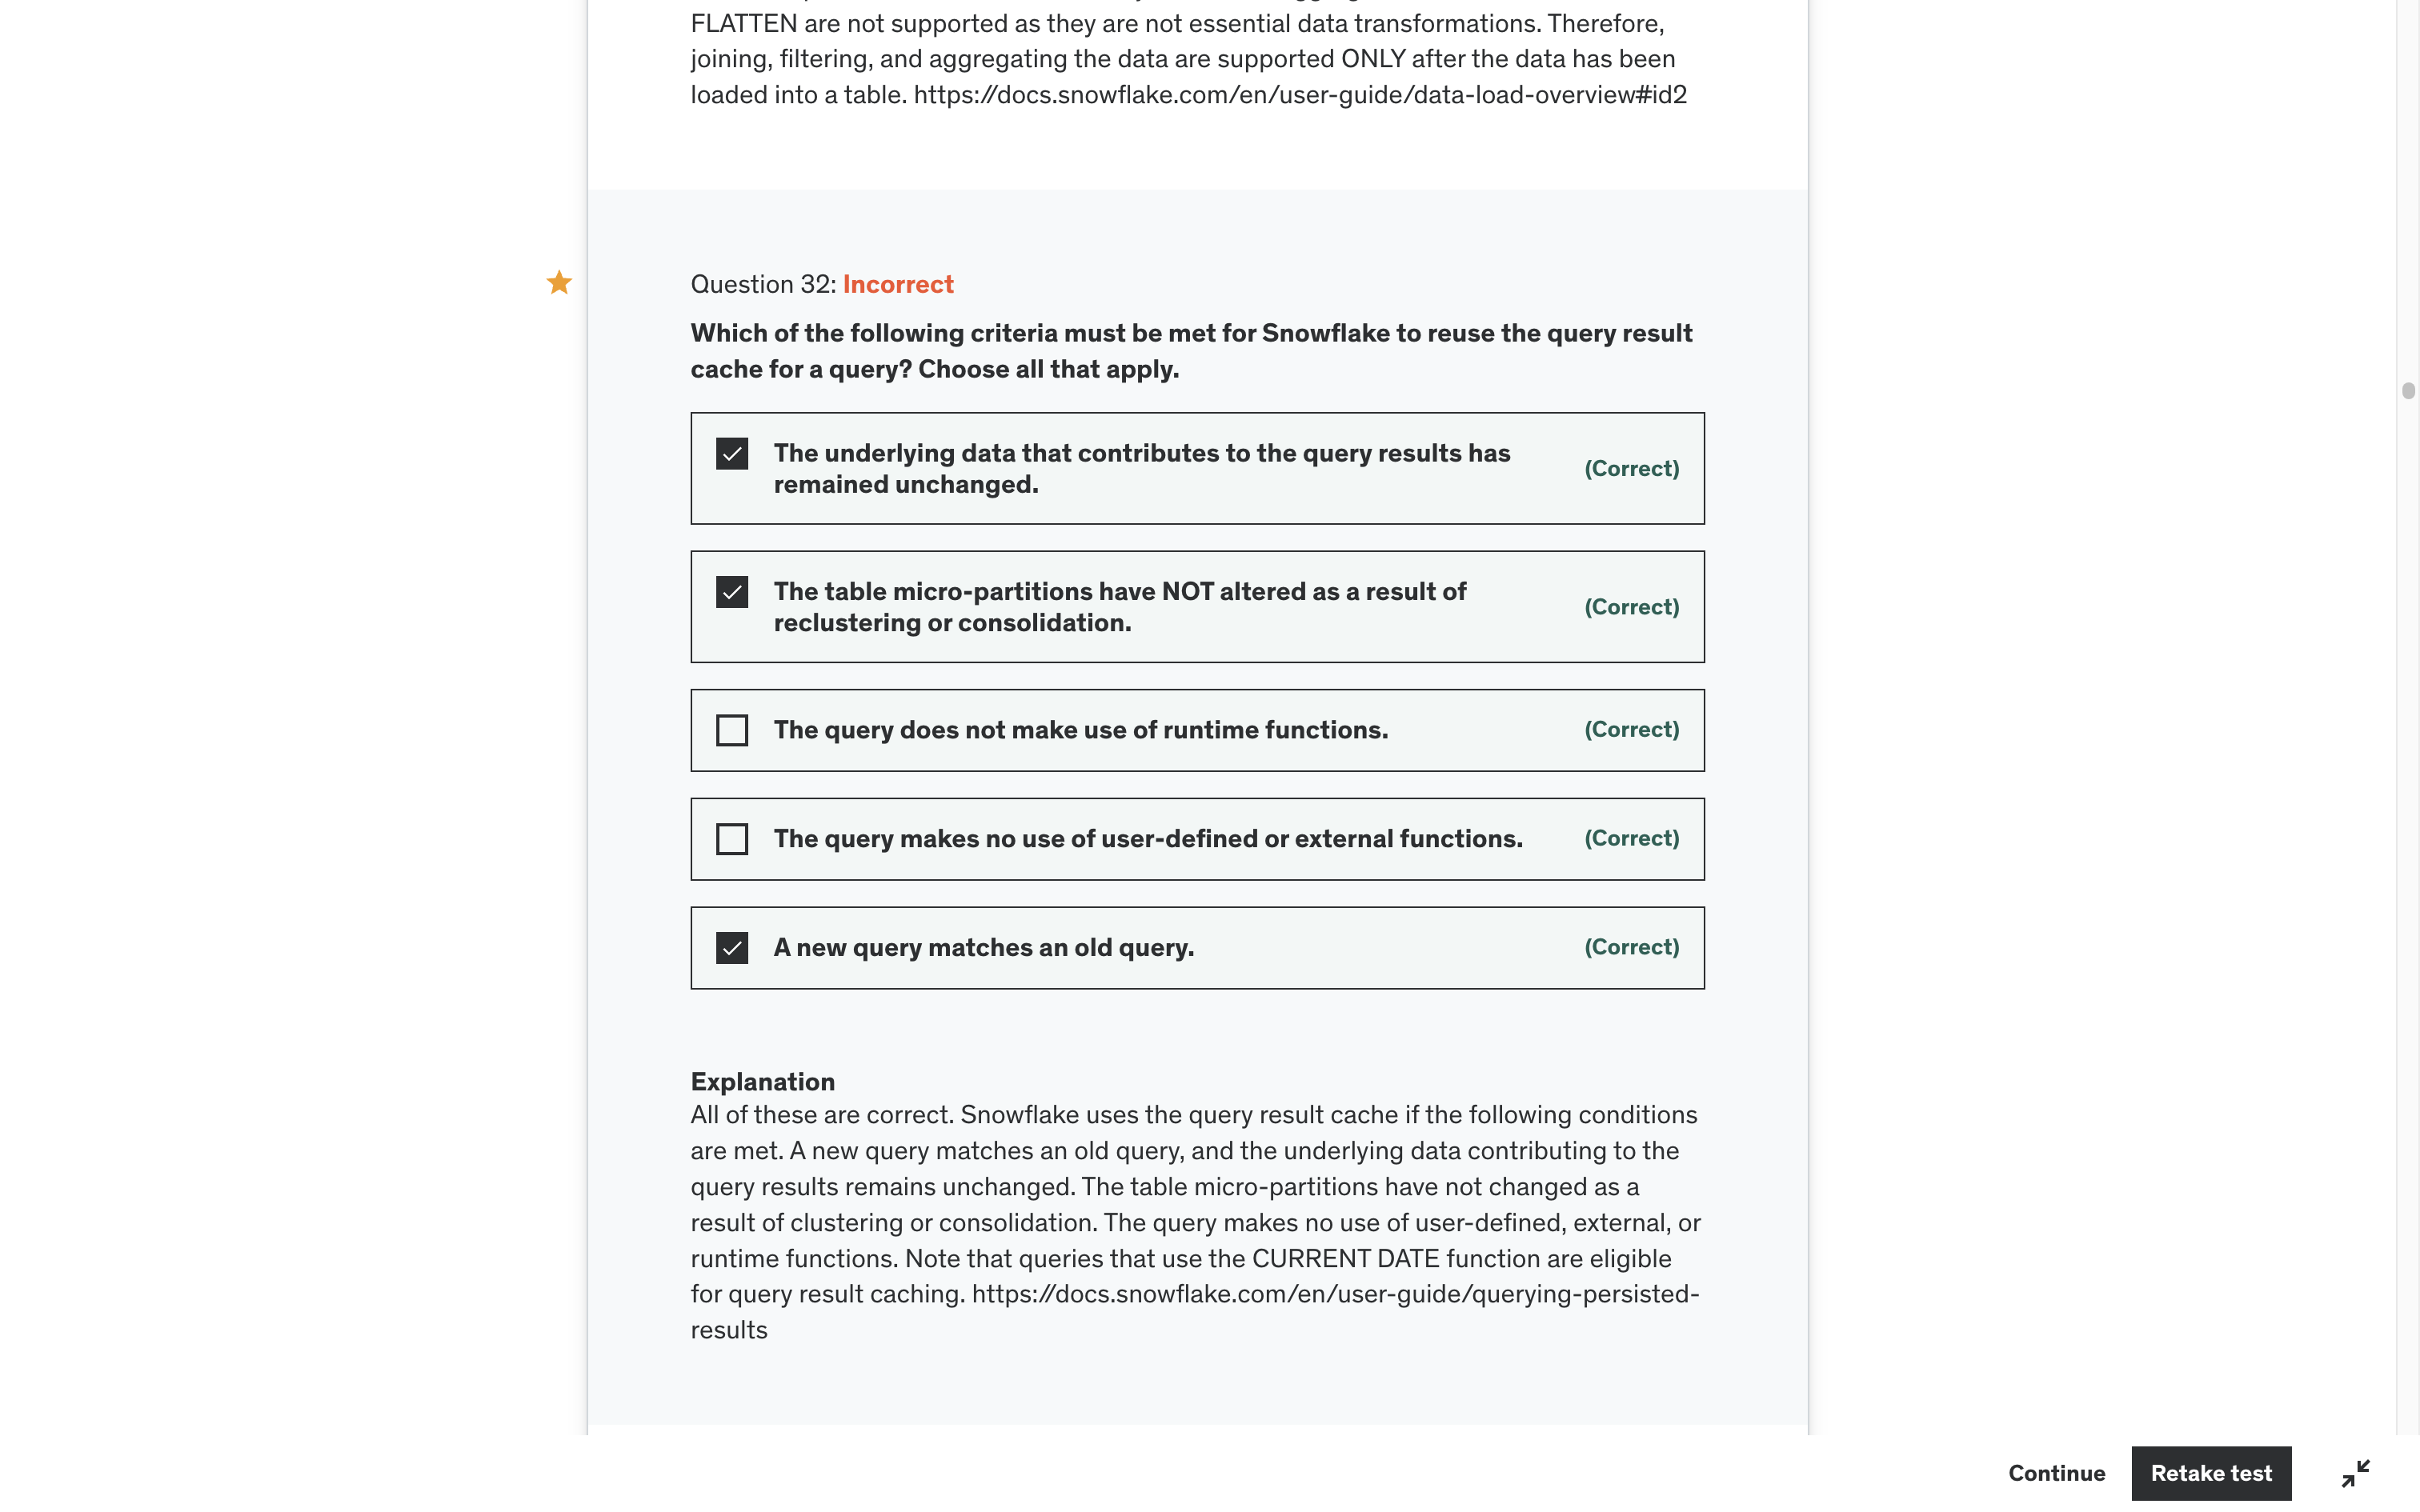 FLATTEN are not supported as they are not essential data transformations. Therefore,
joining, filtering, and aggregating the data are supported ONLY after the data has been
loaded into a table. https://docs.snowflake.com/en/user-guide/data-load-overview#id2
Question 32: Incorrect
Which of the following criteria must be met for Snowflake to reuse the query result
cache for a query? Choose all that apply.
The underlying data that contributes to the query results has
remained unchanged.
(Correct)
The table micro-partitions have NOT altered as a result of
reclustering or consolidation.
(Correct)
The query does not make use of runtime functions.
(Correct)
The query makes no use of user-defined or external functions.
(Correct)
A new query matches an old query.
(Correct)
Explanation
All of these are correct. Snowflake uses the query result cache if the following conditions
are met. A new query matches an old query, and the underlying data contributing to the
query results remains unchanged. The table micro-partitions have not changed as a
result of clustering or consolidation. The query makes no use of user-defined, external, or
runtime functions. Note that queries that use the CURRENT DATE function are eligible
for query result caching. https://docs.snowflake.com/en/user-guide/querying-persisted-
results
Continue
Retake test